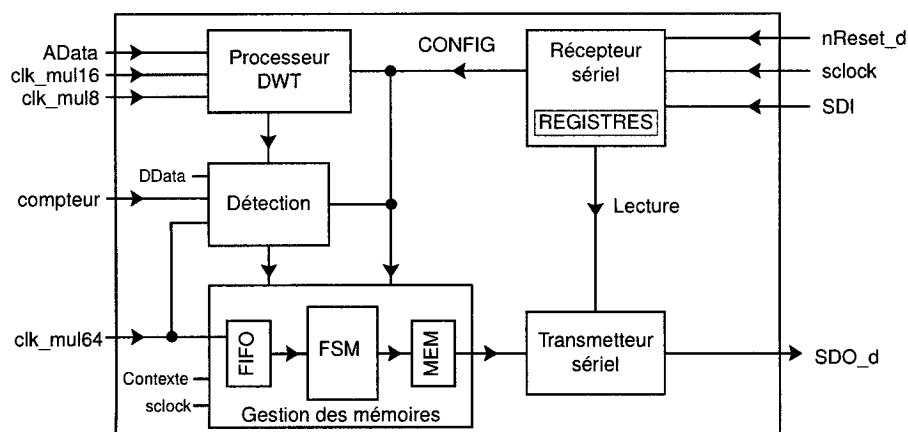 AData
clk_mul16
clk_mul8
Processeur
DWT
CONFIG
Récepteur
sériel
REGISTRES
nReset_d
sclock
SDI
DData
compteur
Détection
Lecture
clk_mul64
FIFO
FSM
MEM
Transmetteur
sériel
SDO_d
Contexte
sclock
Gestion des mémoires